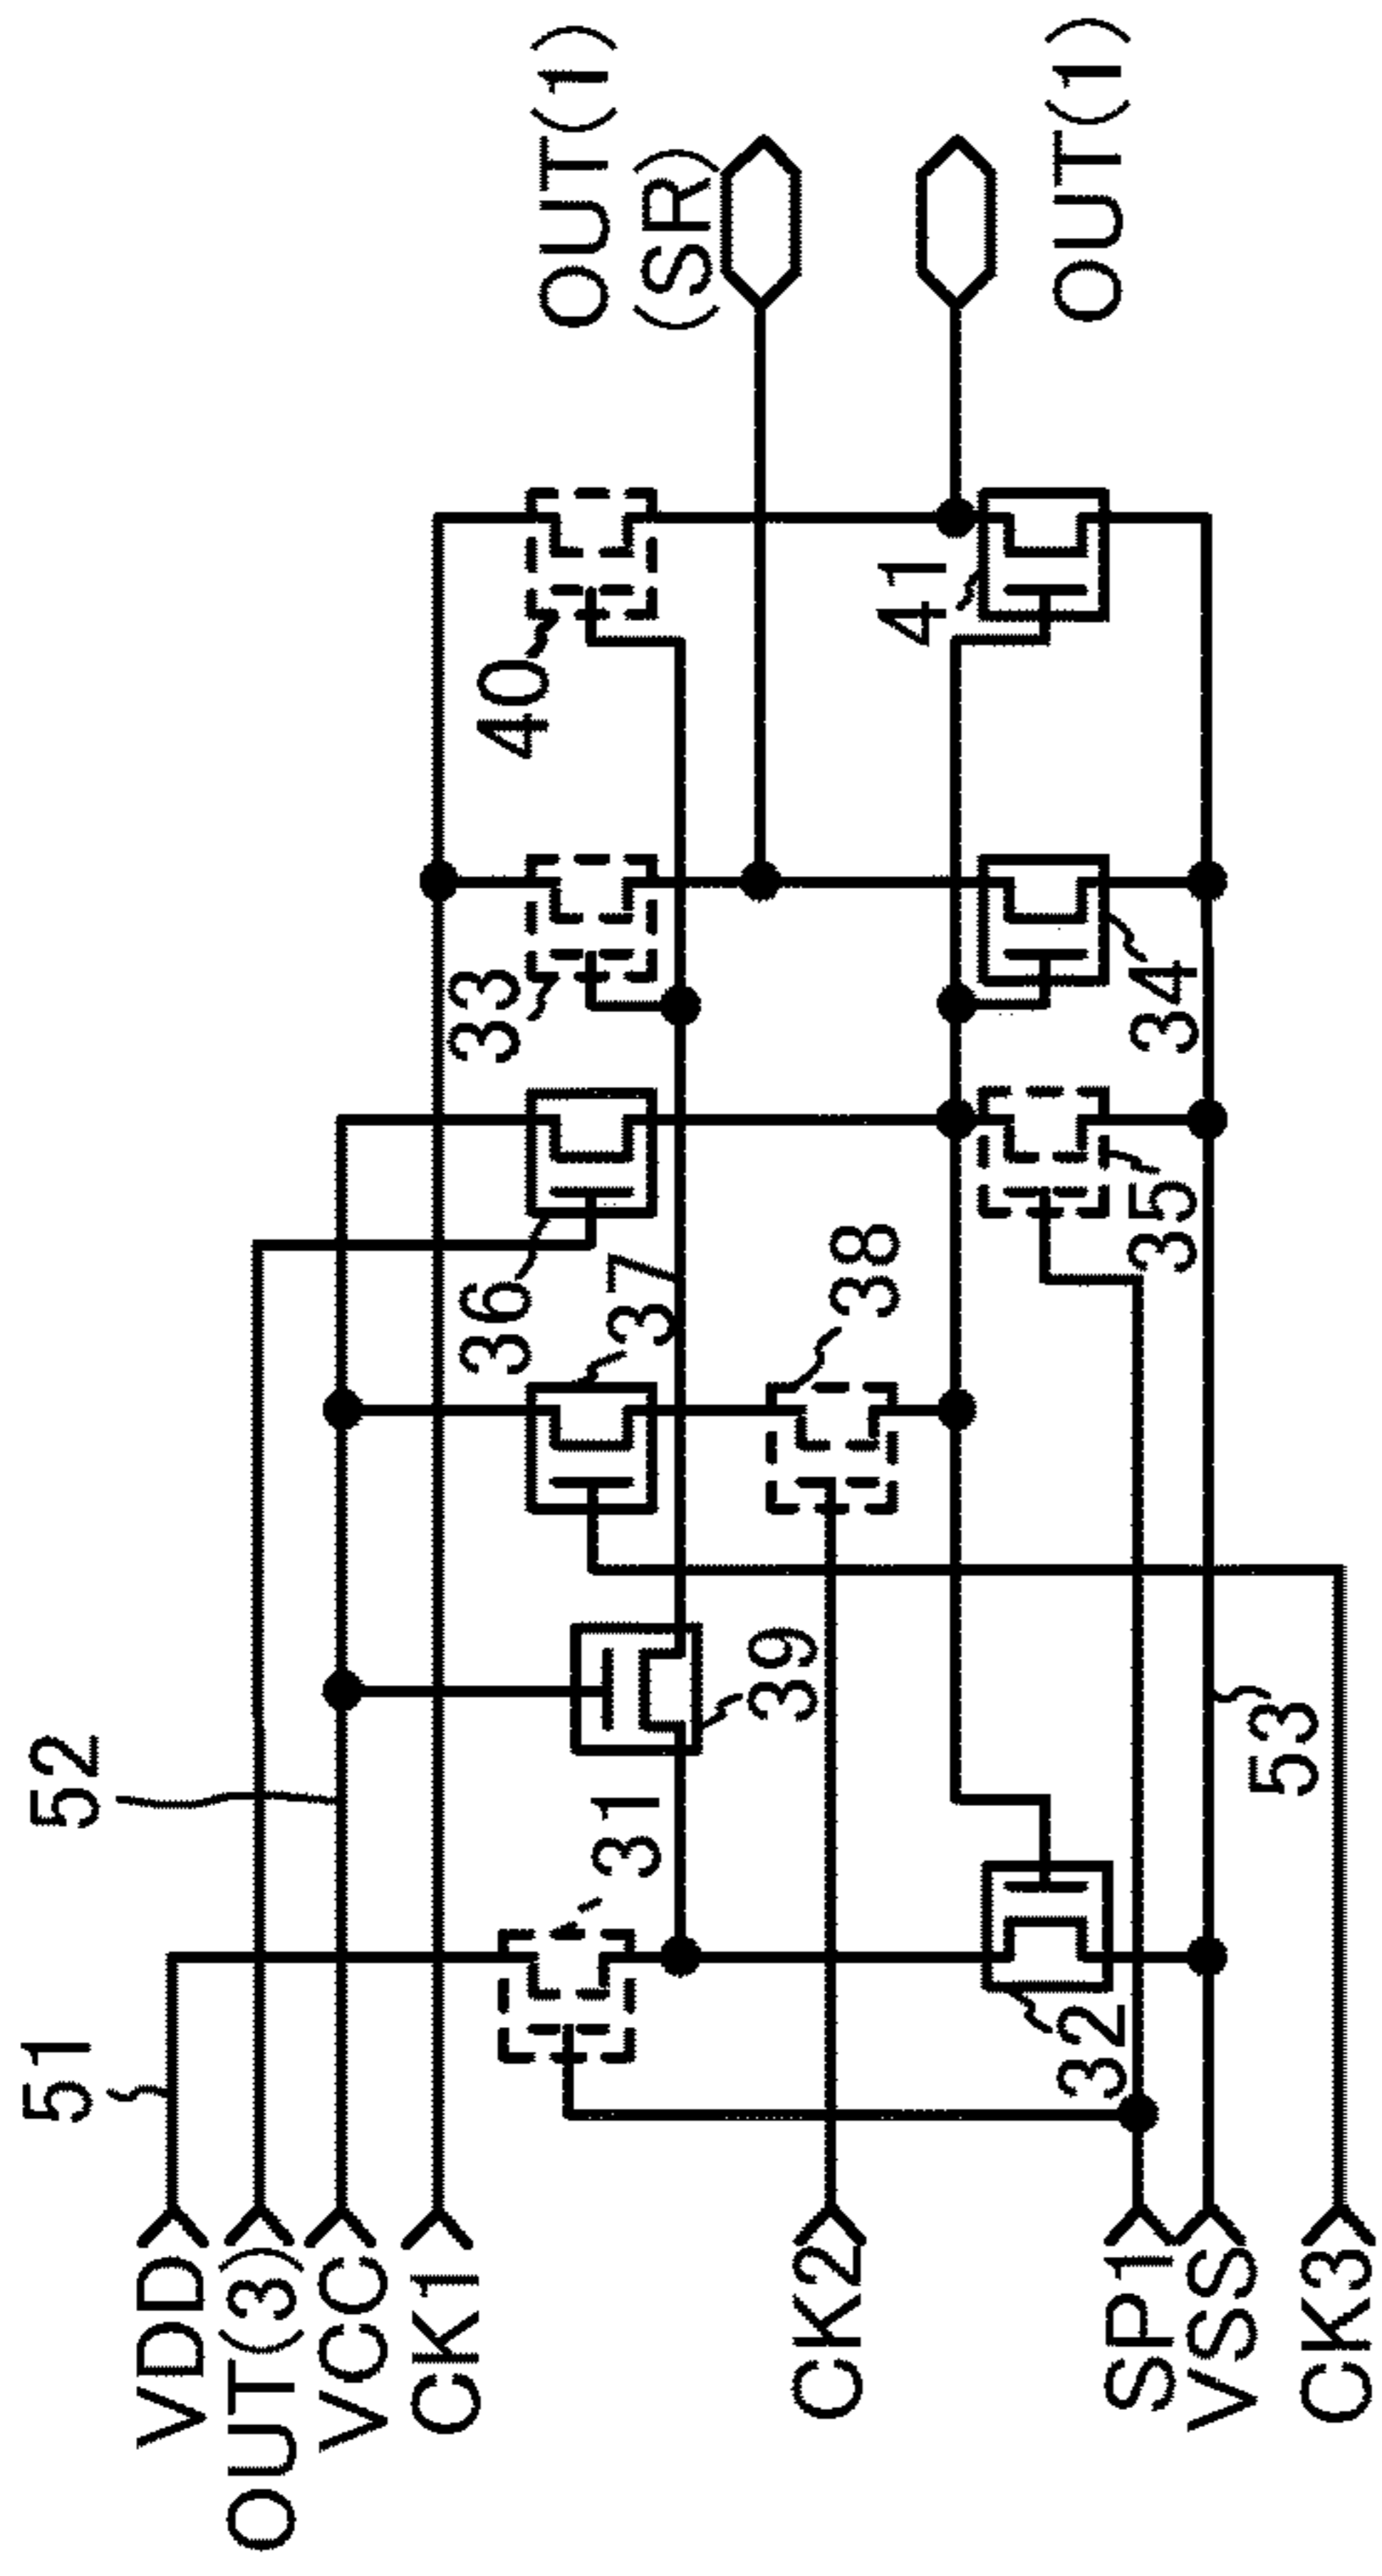 VDD
OUT(3)
VCC
CK1
CK2
SP1
VSS
CK3
51
52
31
32
39
53
37
38
36
35
33
34
40
41
OUT(1)
(SR)
OUT(1)